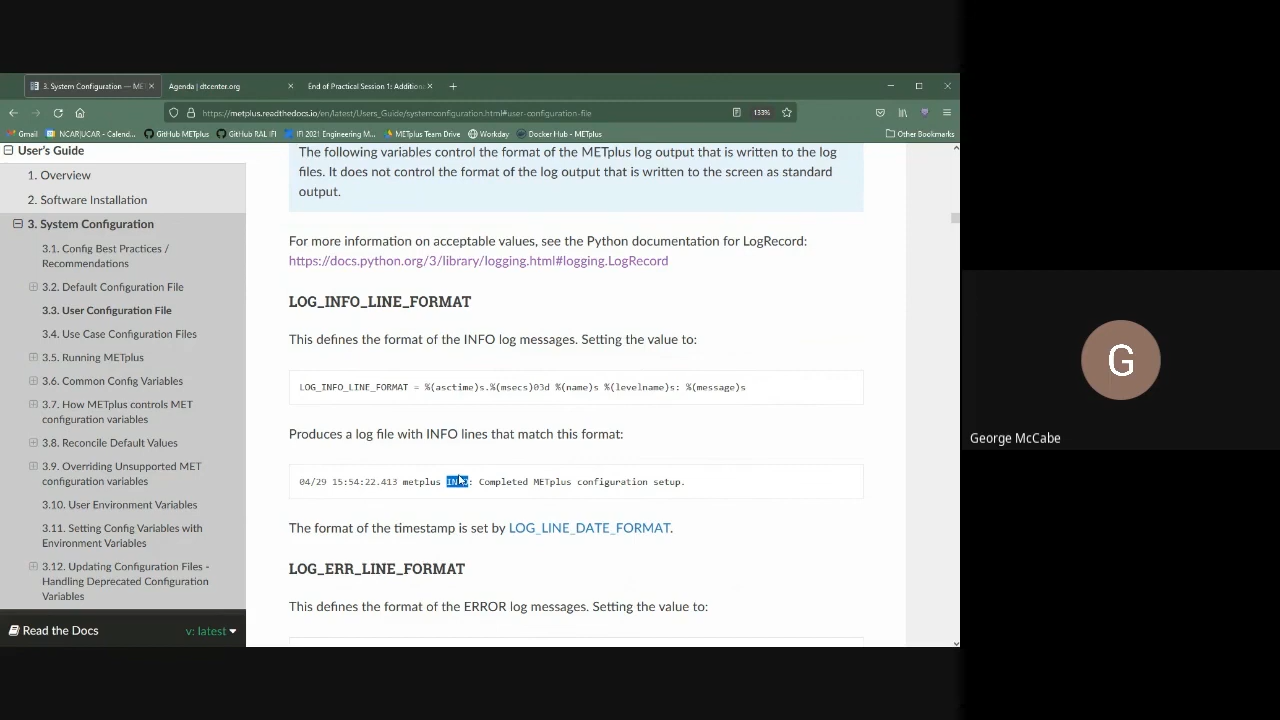 3. System Configuration — MET
Agenda | dtcenter.org
End of Practical Session 1: Addition
https://metplus.readthedocs.io/en/latest/Users_Guide/systemconfiguration.html#user-configuration-file
133%
Gmail
NCAR|UCAR - Calend...
GitHub METplus
GitHub RAL IFI
IFI 2021 Engineering M...
METplus Team Drive
Workday
Docker Hub - METplus
Other Bookmarks
User's Guide
1. Overview
2. Software Installation
3. System Configuration
3.1. Config Best Practices /
Recommendations
3.2. Default Configuration File
3.3. User Configuration File
3.4. Use Case Configuration Files
3.5. Running METplus
3.6. Common Config Variables
3.7. How METplus controls MET
configuration variables
3.8. Reconcile Default Values
3.9. Overriding Unsupported MET
configuration variables
3.10. User Environment Variables
3.11. Setting Config Variables with
Environment Variables
3.12. Updating Configuration Files -
Handling Deprecated Configuration
Variables
Read the Docs
v: latest
The following variables control the format of the METplus log output that is written to the log
files. It does not control the format of the log output that is written to the screen as standard
output.
For more information on acceptable values, see the Python documentation for LogRecord:
https://docs.python.org/3/library/logging.html#logging.LogRecord
LOG_INFO_LINE_FORMAT
This defines the format of the INFO log messages. Setting the value to:
LOG_INFO_LINE_FORMAT = %(asctime)s.%(msecs)03d %(name)s %(levelname)s: %(message)s
Produces a log file with INFO lines that match this format:
04/29 15:54:22.413 metplus INFO: Completed METplus configuration setup.
The format of the timestamp is set by LOG_LINE_DATE_FORMAT.
LOG_ERR_LINE_FORMAT
This defines the format of the ERROR log messages. Setting the value to:
G
George McCabe